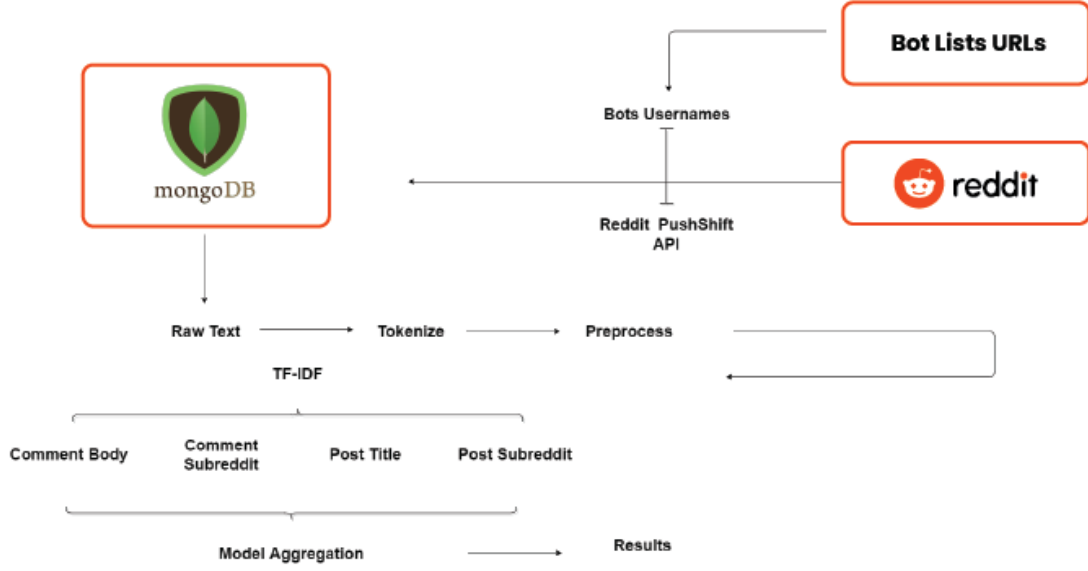 Bot Lists URLs
Bots Usernames
mongoDB
reddit
Reddit PushShift
API
Raw Text
Tokenize
Preprocess
TF-IDF
Comment Body
Comment
Subreddit
Post Title
Post Subreddit
Model Aggregation
Results